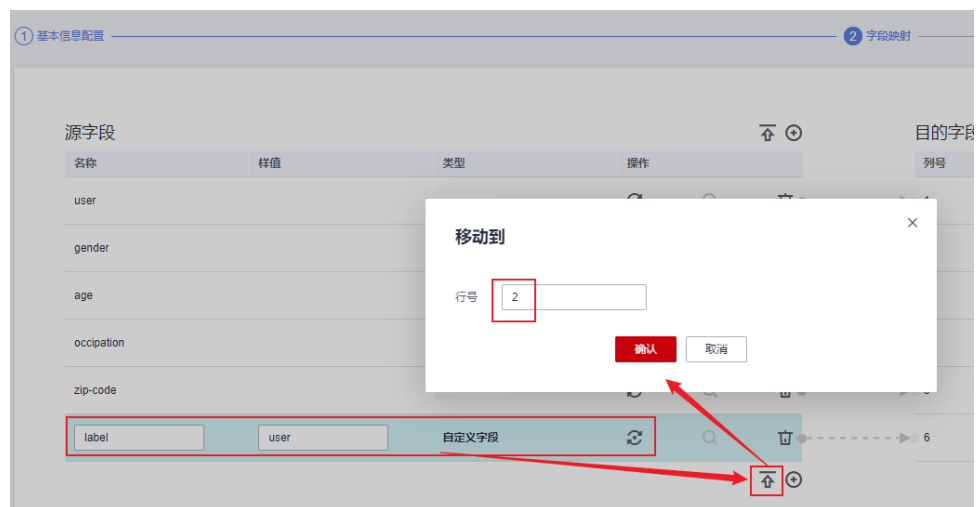 1 基本信息配置
2 字段映射
源字段
目的字段
名称 样值 类型 操作
列号
user
gender
age
occipation
zip-code
移动到
行号 2
确认 取消
label user 自定义字段
6